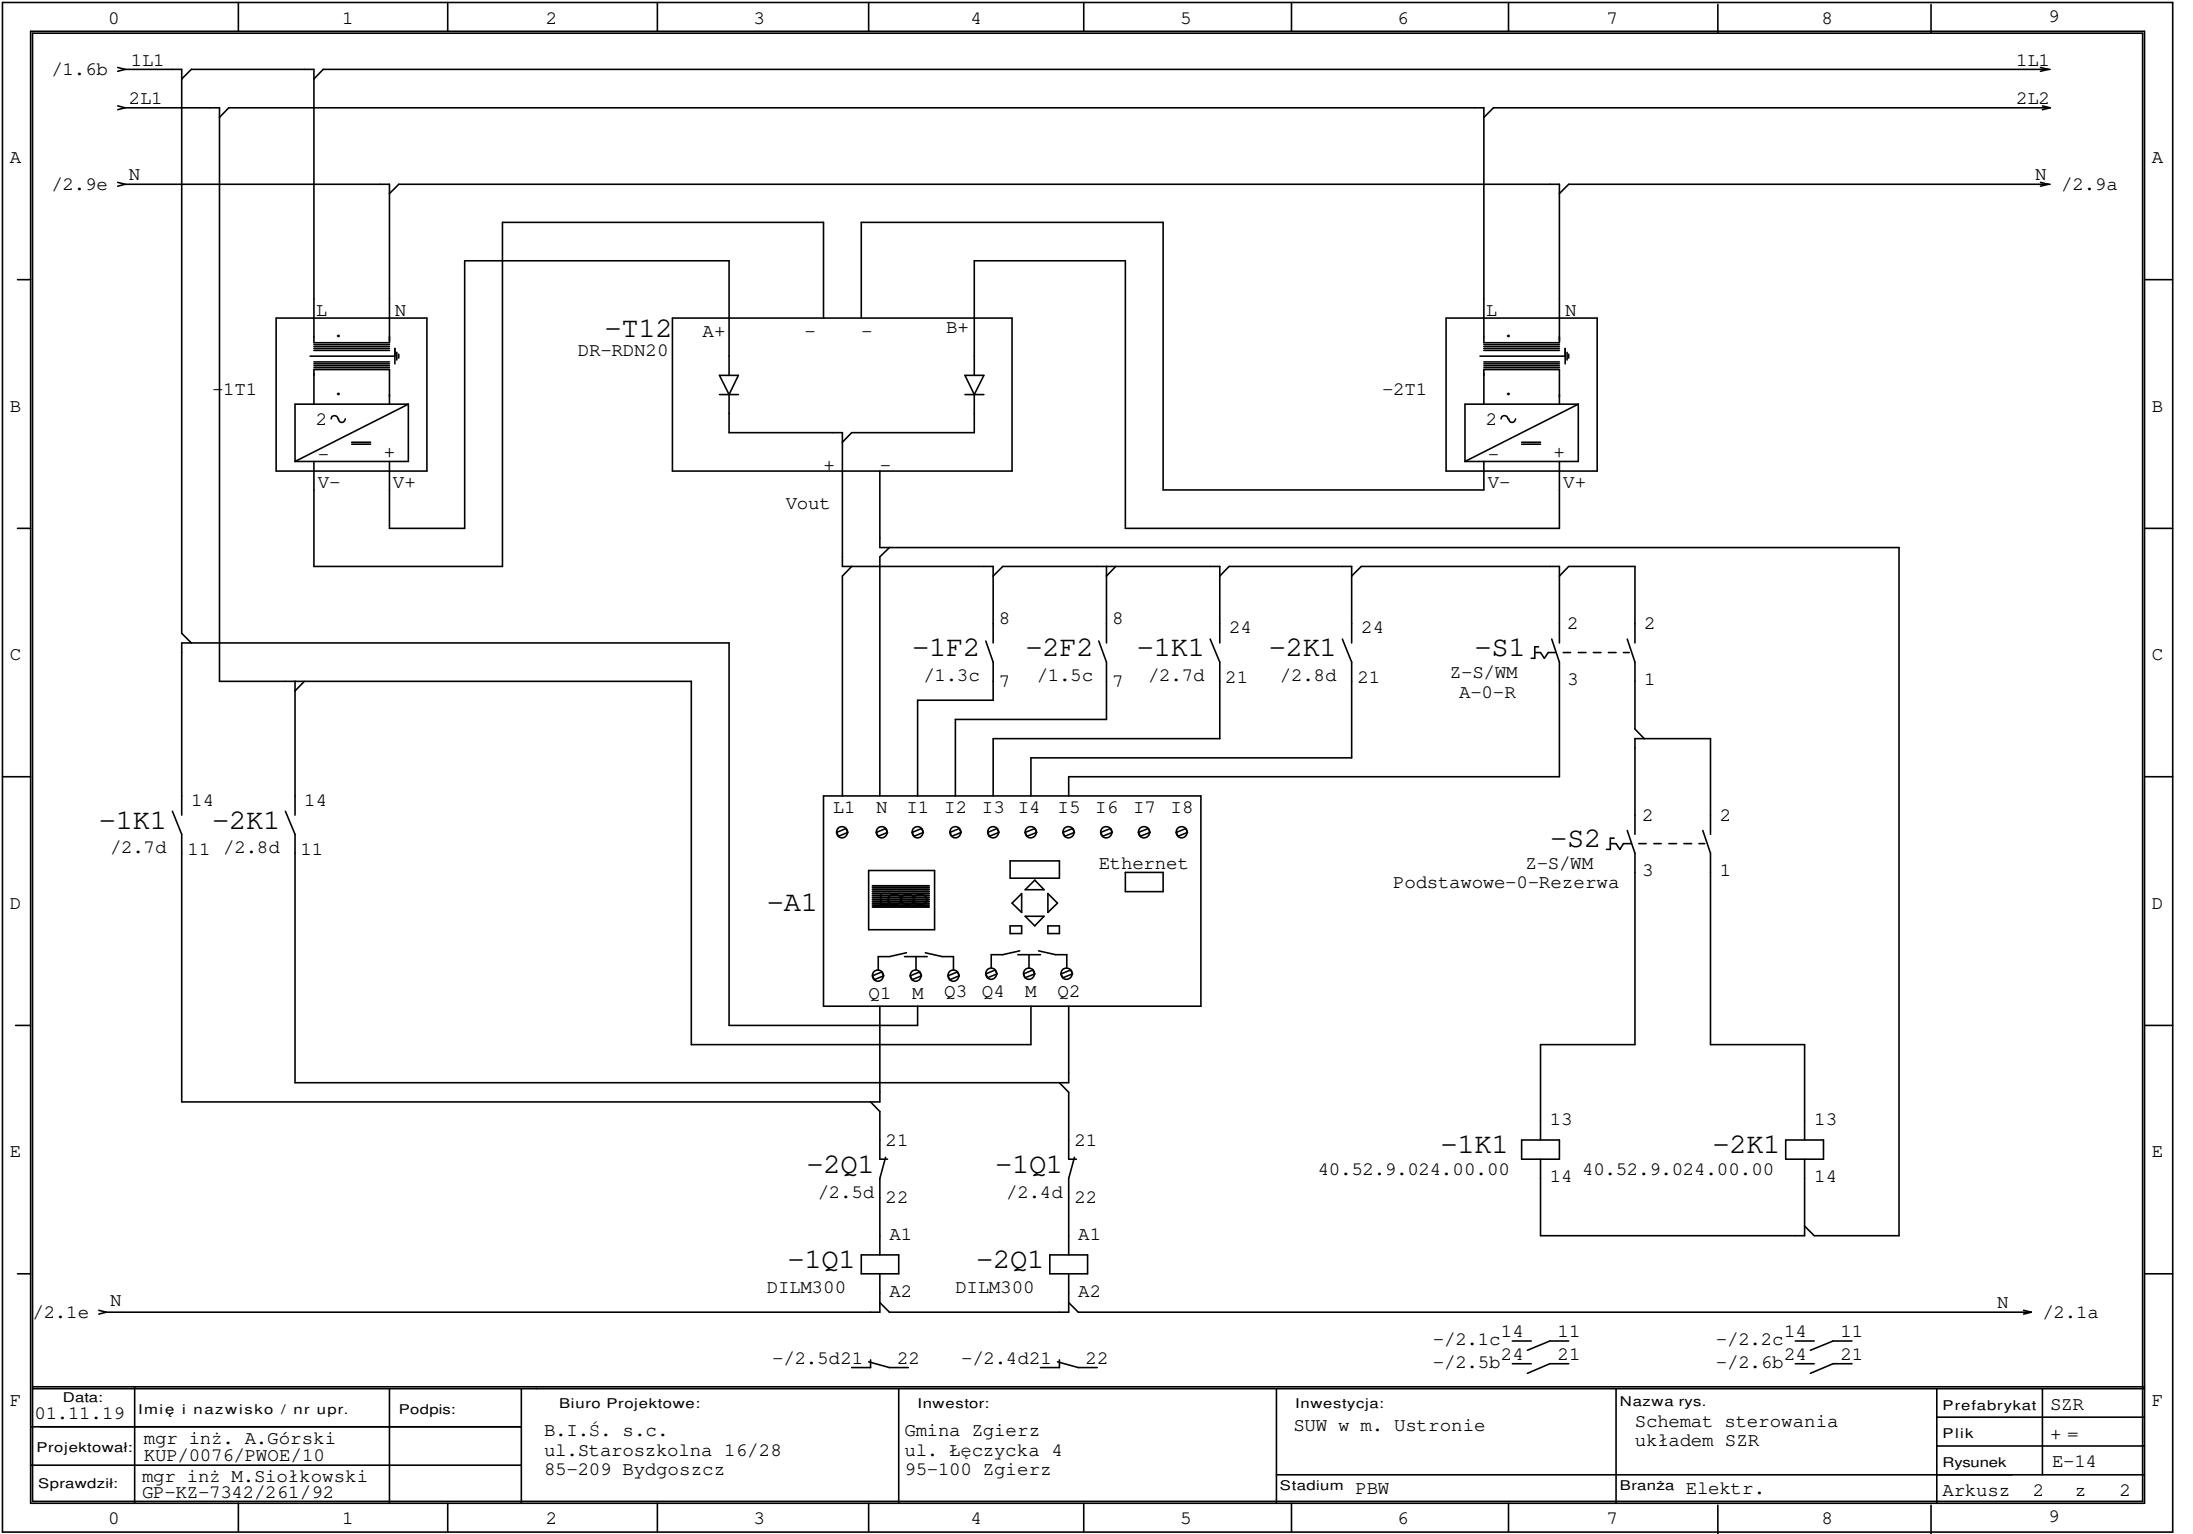 0 1 2 3 4 5 6 7 8 9
/1.6b 1L1 1L1
2L1 2L2
A A
/2.9e N N /2.9a
L N L N
-T12 A+ - - B+
DR-RDN20
-1T1 -2T1
B B
2 2
- + - +
+ -
V- V+ V- V+
Vout
8 8 24 24 2 2
-1F2 -2F2 -1K1 -2K1 -S1
C C
/1.3c 7 /1.5c 7 /2.7d 21 /2.8d 21 Z-S/WM 3 1
A-0-R
14 14
-1K1 -2K1
/2.7d 11 /2.8d 11
L1 N I1 I2 I3 I4 I5 I6 I7 I8
2 2
-S2
Ethernet
Z-S/WM 3 1
Podstawowe-0-Rezerwa
-A1
D D
Q1 M Q3 Q4 M Q2
13 13
21 21
-1K1 -2K1
E E
-2Q1 -1Q1
40.52.9.024.00.00 14 40.52.9.024.00.00 14
/2.5d 22 /2.4d 22
A1 A1
-1Q1 -2Q1
DILM300 A2 DILM300 A2
/2.1e N N /2.1a
-/2.1c 14 11 -/2.2c 14 11
-/2.5d 21 22 -/2.4d 21 22
-/2.5b 24 21 -/2.6b 24 21
F F
Data:
01.11.19
Imię i nazwisko / nr upr.
Podpis:
Projektował:
mgr inż. A.Górski
KUP/0076/PWOE/10
Sprawdził:
mgr inż M.Siołkowski
GP-KZ-7342/261/92
Biuro Projektowe:
B.I.Ś. s.c.
ul.Staroszkolna 16/28
85-209 Bydgoszcz
Inwestor:
Gmina Zgierz
ul. Łęczycka 4
95-100 Zgierz
Inwestycja:
SUW w m. Ustronie
Stadium PBW
Nazwa rys.
Schemat sterowania
układem SZR
Branża Elektr.
Prefabrykat SZR
Plik + =
Rysunek E-14
Arkusz 2 z 2
0 1 2 3 4 5 6 7 8 9